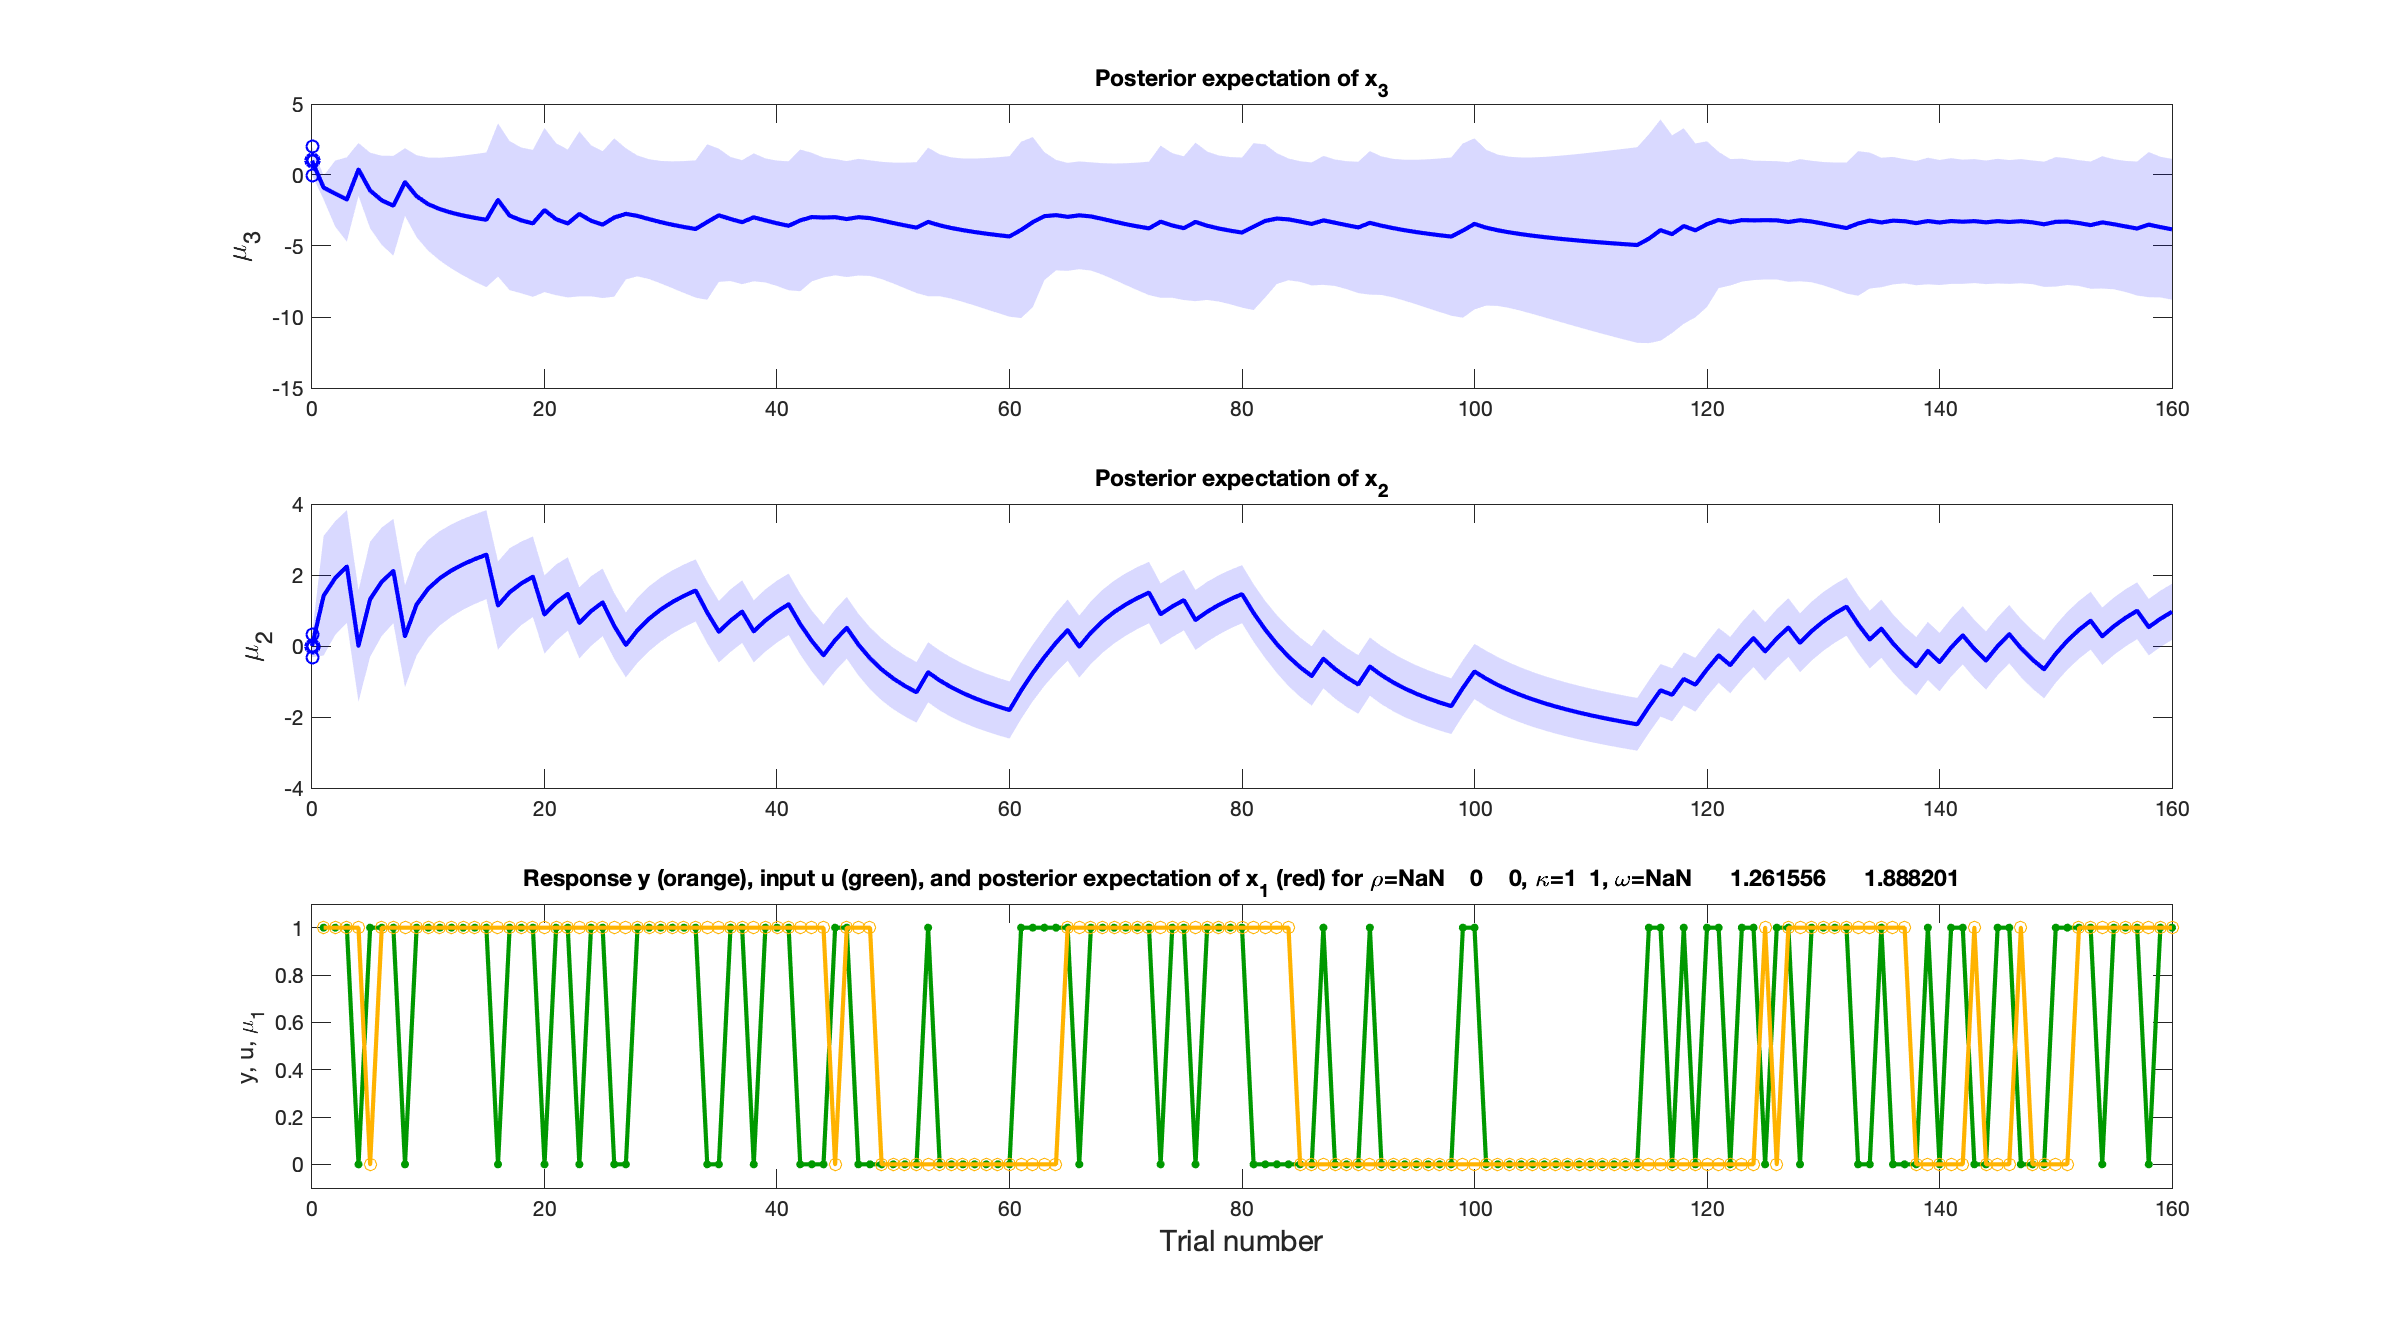 Posterior expectation of x3
μ3
5
0
-5
-10
-15
0 20 40 60 80 100 120 140 160
Posterior expectation of x2
μ2
4
2
0
-2
-4
0 20 40 60 80 100 120 140 160
Response y (orange), input u (green), and posterior expectation of x1 (red) for ρ=NaN 0 0, κ=1 1, ω=NaN 1.261556 1.888201
y, u, μ1
1
0.8
0.6
0.4
0.2
0
0 20 40 60 80 100 120 140 160
Trial number